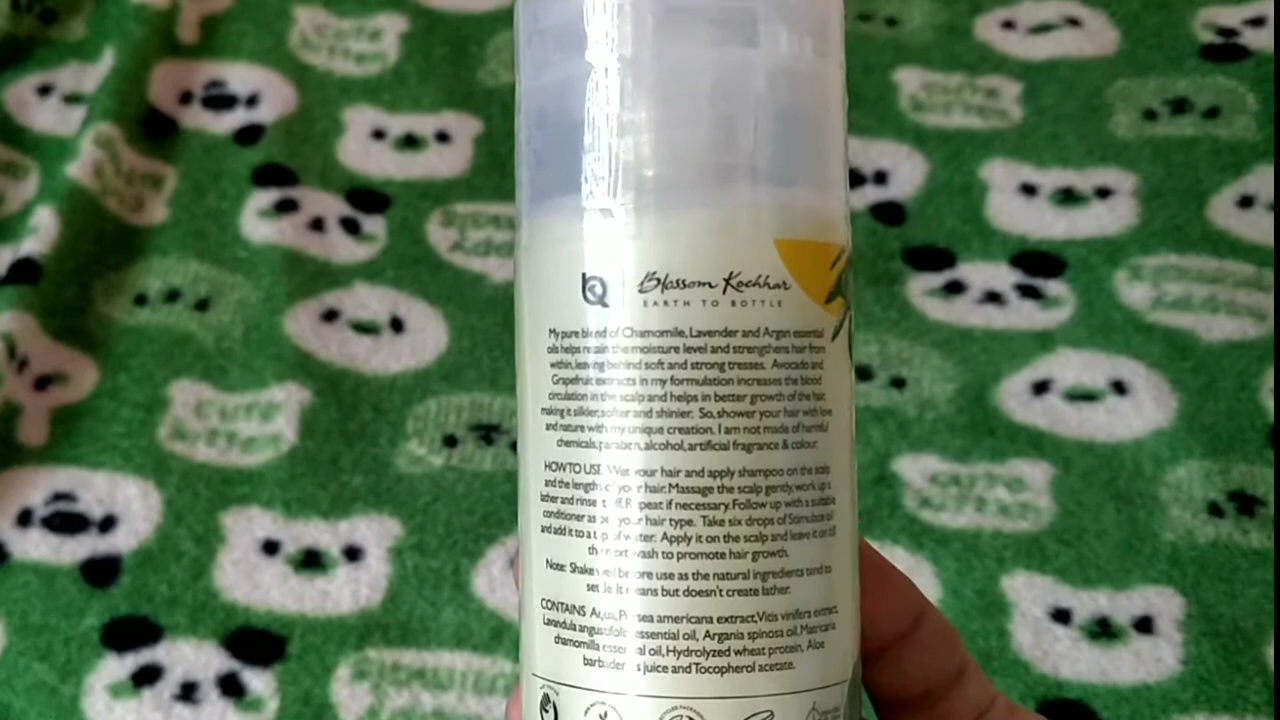 Blossom Kochhar
EARTH TO BOTTLE
My pure blend of Chamomile, Lavender and Argan essential
oils helps retain the moisture level and strengthens hair from
within, leaving behind soft and strong tresses. Avocado and
Grapefruit extracts in my formulation increases the blood
circulation in the scalp and helps in better growth of the hair,
making it silkier, softer and shinier. So, shower your hair with love
and nature with my unique creation. I am not made of harmful
chemicals, paraben, alcohol, artificial fragrance & colour.
HOW TO USE Wet your hair and apply shampoo on the scalp
and the length of your hair. Massage the scalp gently, work up a
lather and rinse it off. Repeat if necessary. Follow up with a suitable
conditioner as per your hair type. Take six drops of Stimulate oil
and add it to a of water. Apply it on the scalp and leave it on till
the next wash to promote hair growth.
Note: Shake well before use as the natural ingredients tend to
settle. It cleans but doesn't create lather.
CONTAINS Aqua, Persea americana extract, Vitis vinifera extract,
Lavandula angustifolia essential oil, Argania spinosa oil, Matricaria
chamomilla essential oil, Hydrolyzed wheat protein, Aloe
barbadensis juice and Tocopherol acetate.